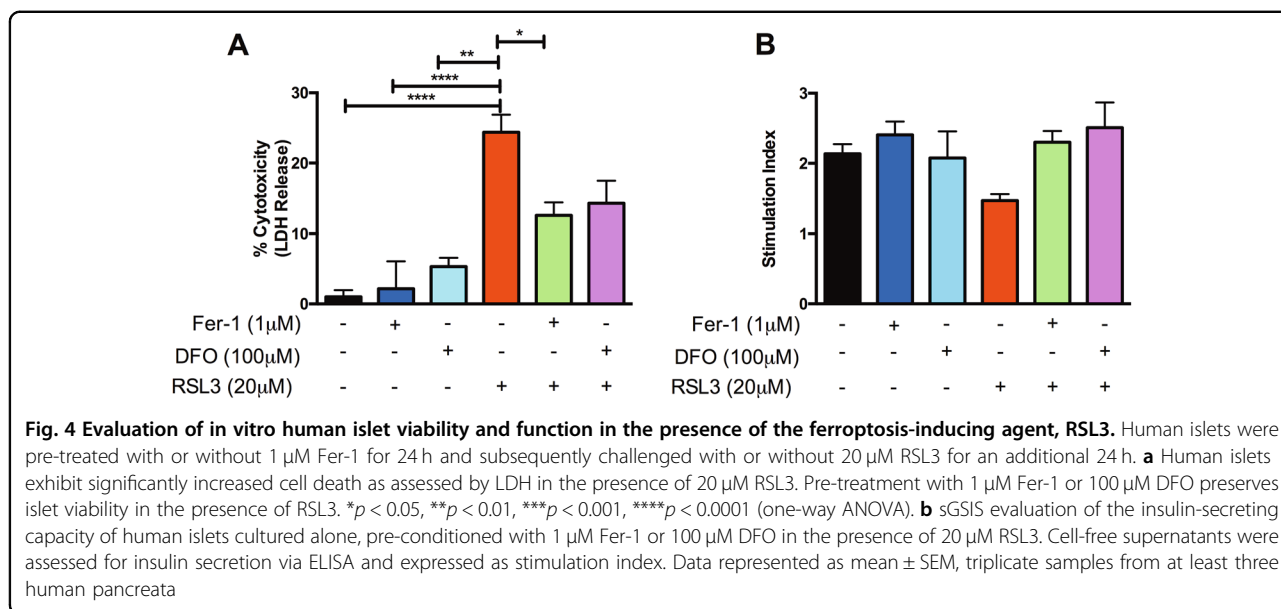 A
B
*
**
****
****
30
20
10
0
% Cytotoxicity
(LDH Release)
Fer-1 (1μM) - + - - + -
DFO (100μM) - - + - - +
RSL3 (20μM) - - - + + +
3
2
1
0
Stimulation Index
Fer-1 (1μM) - + - - + -
DFO (100μM) - - + - - +
RSL3 (20μM) - - - + + +
Fig. 4 Evaluation of in vitro human islet viability and function in the presence of the ferroptosis-inducing agent, RSL3. Human islets were
pre-treated with or without 1 μM Fer-1 for 24 h and subsequently challenged with or without 20 μM RSL3 for an additional 24 h. a Human islets
exhibit significantly increased cell death as assessed by LDH in the presence of 20 μM RSL3. Pre-treatment with 1 μM Fer-1 or 100 μM DFO preserves
islet viability in the presence of RSL3. *p < 0.05, **p < 0.01, ***p < 0.001, ****p < 0.0001 (one-way ANOVA). b sGSIS evaluation of the insulin-secreting
capacity of human islets cultured alone, pre-conditioned with 1 μM Fer-1 or 100 μM DFO in the presence of 20 μM RSL3. Cell-free supernatants were
assessed for insulin secretion via ELISA and expressed as stimulation index. Data represented as mean ± SEM, triplicate samples from at least three
human pancreata